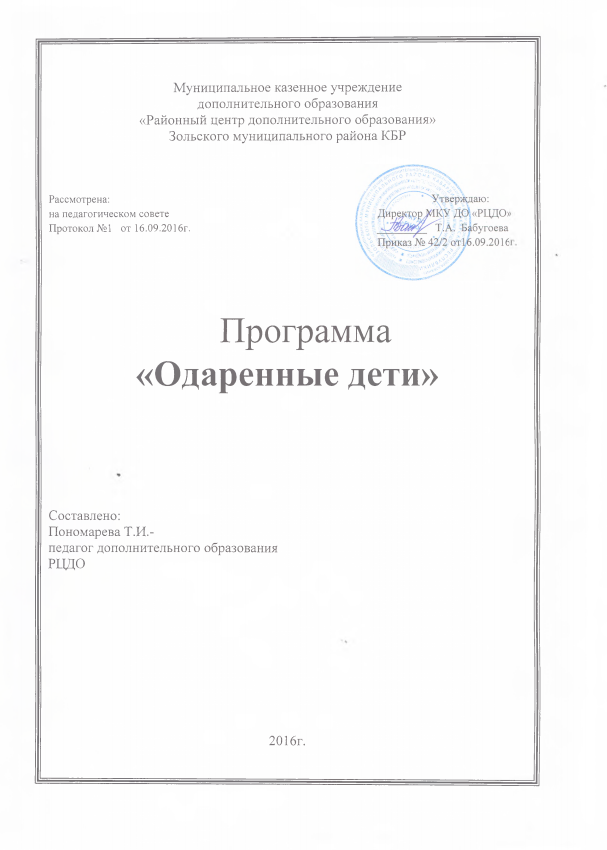 Муниципальное казенное учреждение
дополнительного образования
«Районный центр дополнительного образования»
Зольского муниципального района КБР
Рассмотрена:
на педагогическом совете
Протокол №1 от 16.09.2016г.
Утверждаю:
Директор МКУ ДО «РЦДО»
Т.А. Бабугоева
Приказ № 42/2 от16.09.2016г.
Программа
«Одаренные дети»
Составлено:
Пономарева Т.И.-
педагог дополнительного образования
РЦДО
2016г.